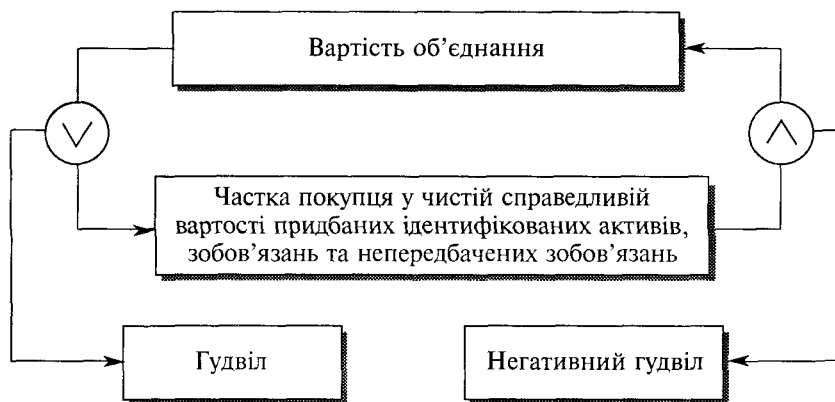 Вартість об’єднання
Частка покупця у чистій справедливій
вартості придбаних ідентифікованих активів,
зобов’язань та непередбачених зобов’язань
Гудвіл
Негативний гудвіл